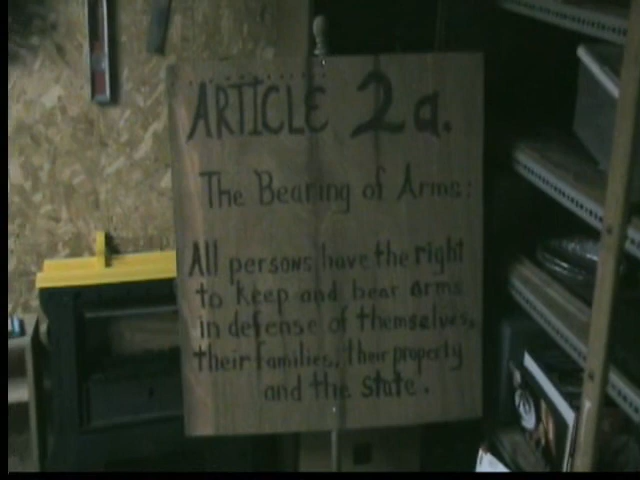 ARTICLE 2a.
The Bearing of Arms:
All persons have the right
to keep and bear arms
in defense of themselves,
their families, their property
and the state.